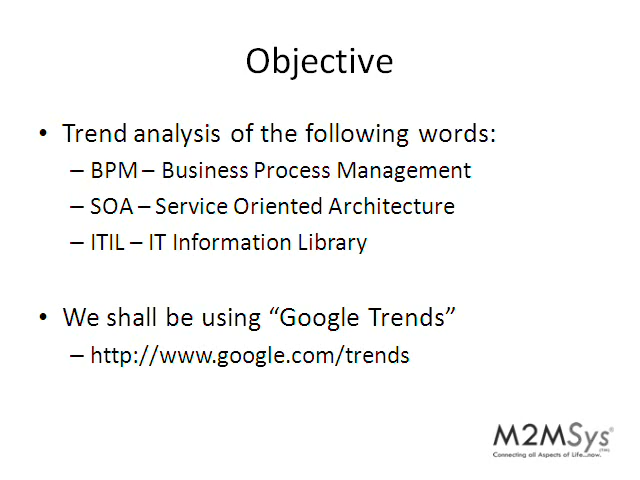 Objective
• Trend analysis of the following words:
– BPM – Business Process Management
– SOA – Service Oriented Architecture
– ITIL – IT Information Library
• We shall be using “Google Trends”
– http://www.google.com/trends
M2MSys®
(TM)
Connecting all Aspects of Life...now.